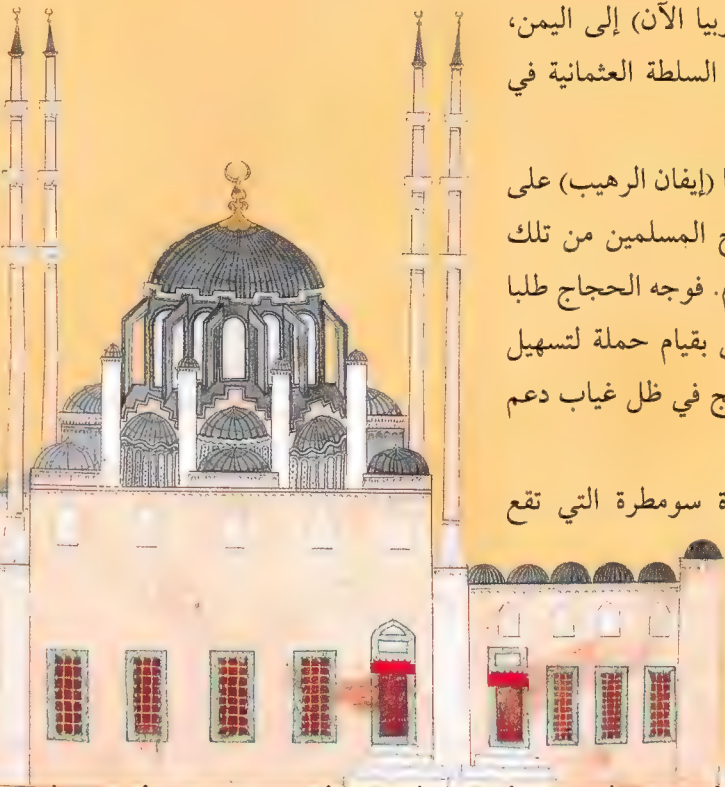 ربيا الآن) إلى اليمن،
السلطة العثمانية في
(إيفان الرهيب) على
المسلمين من تلك
. فوجه الحجاج طلبا
بقيام حملة لتسهيل
في ظل غياب دعم
سومطرة التي تقع